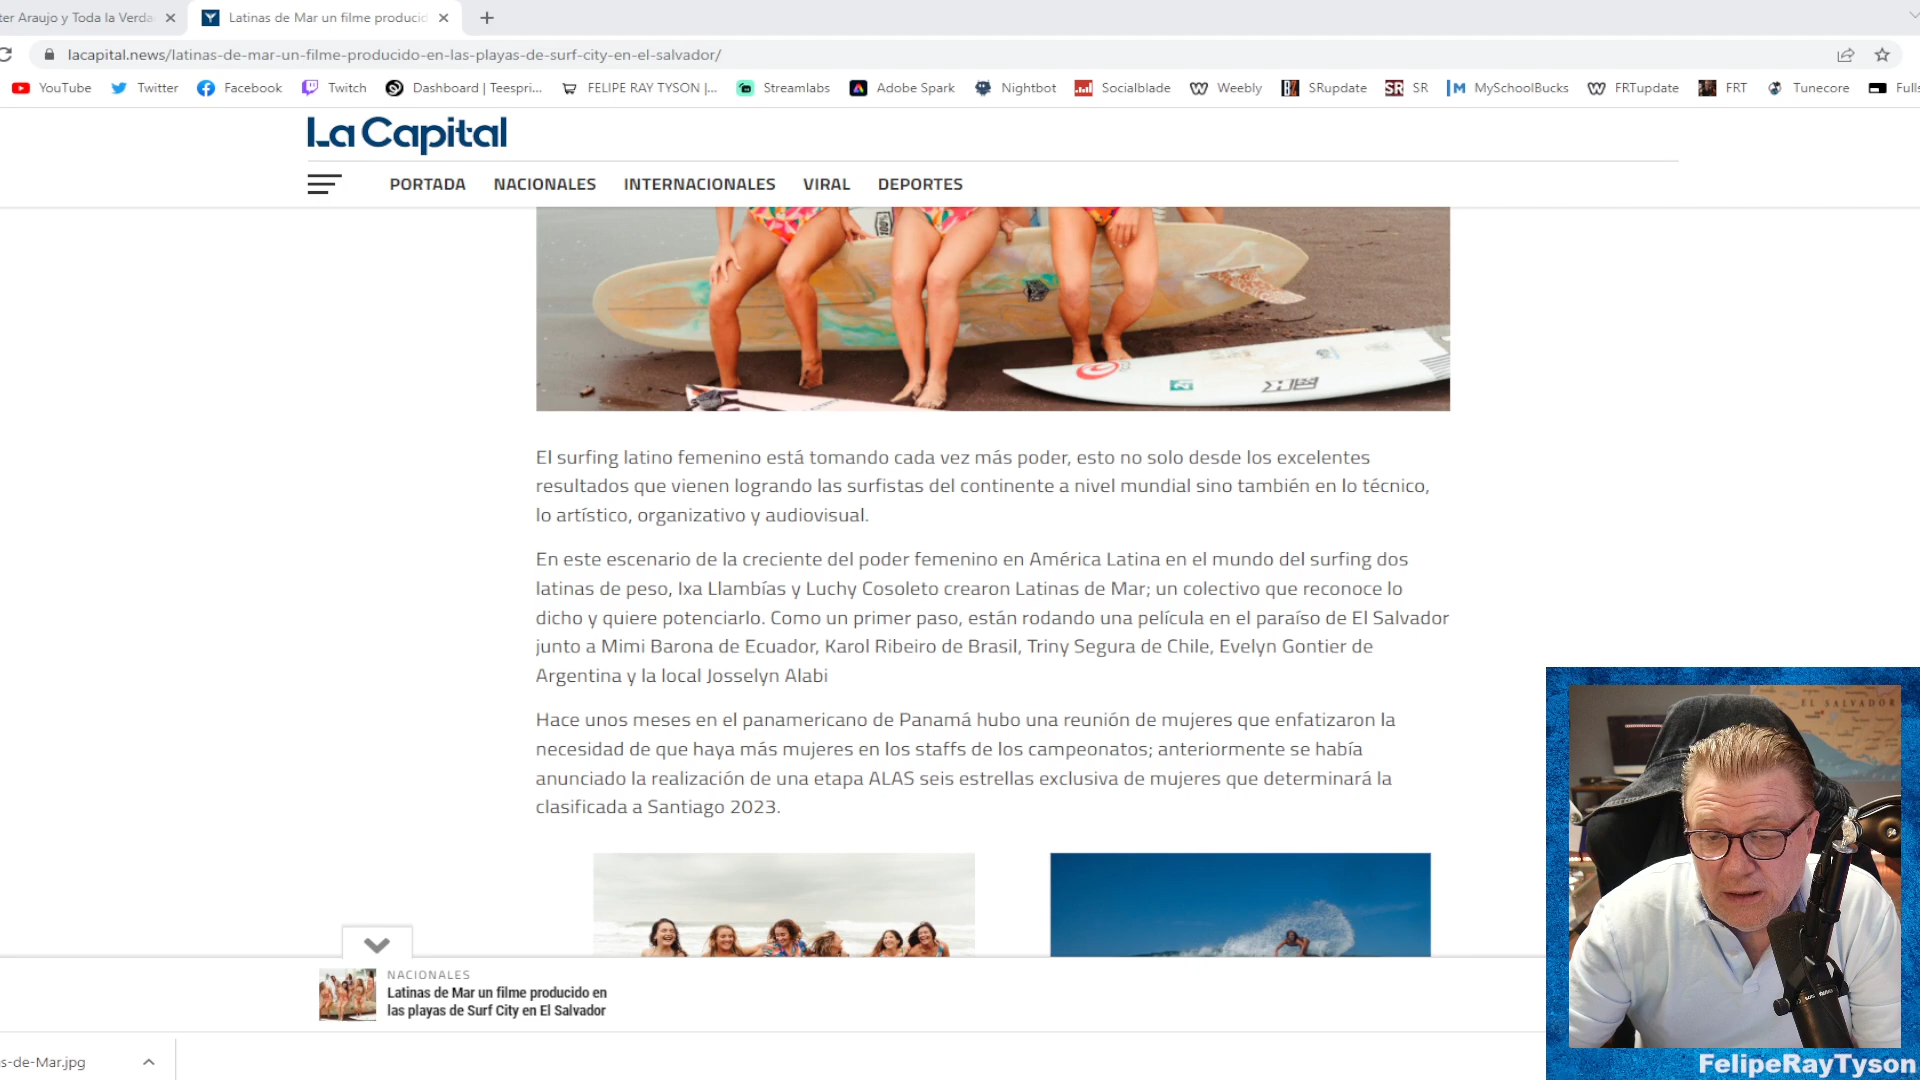 ter Araujo y Toda la Verda
Latinas de Mar un filme producid
lacapital.news/latinas-de-mar-un-filme-producido-en-las-playas-de-surf-city-en-el-salvador/
YouTube Twitter Facebook Twitch Dashboard | Teespri... FELIPE RAY TYSON |... Streamlabs Adobe Spark Nightbot Socialblade Weebly SRupdate SR SR MySchoolBucks FRTupdate FRT Tunecore Fulls
La Capital
PORTADA NACIONALES INTERNACIONALES VIRAL DEPORTES
El surfing latino femenino está tomando cada vez más poder, esto no solo desde los excelentes
resultados que vienen logrando las surfistas del continente a nivel mundial sino también en lo técnico,
lo artístico, organizativo y audiovisual.
En este escenario de la creciente del poder femenino en América Latina en el mundo del surfing dos
latinas de peso, Ixa Llambías y Luchy Cosoleto crearon Latinas de Mar; un colectivo que reconoce lo
dicho y quiere potenciarlo. Como un primer paso, están rodando una película en el paraíso de El Salvador
junto a Mimi Barona de Ecuador, Karol Ribeiro de Brasil, Triny Segura de Chile, Evelyn Gontier de
Argentina y la local Josselyn Alabi
Hace unos meses en el panamericano de Panamá hubo una reunión de mujeres que enfatizaron la
necesidad de que haya más mujeres en los staffs de los campeonatos; anteriormente se había
anunciado la realización de una etapa ALAS seis estrellas exclusiva de mujeres que determinará la
clasificada a Santiago 2023.
NACIONALES
Latinas de Mar un filme producido en
las playas de Surf City en El Salvador
s-de-Mar.jpg
EL SALVADOR
FelipeRayTyson